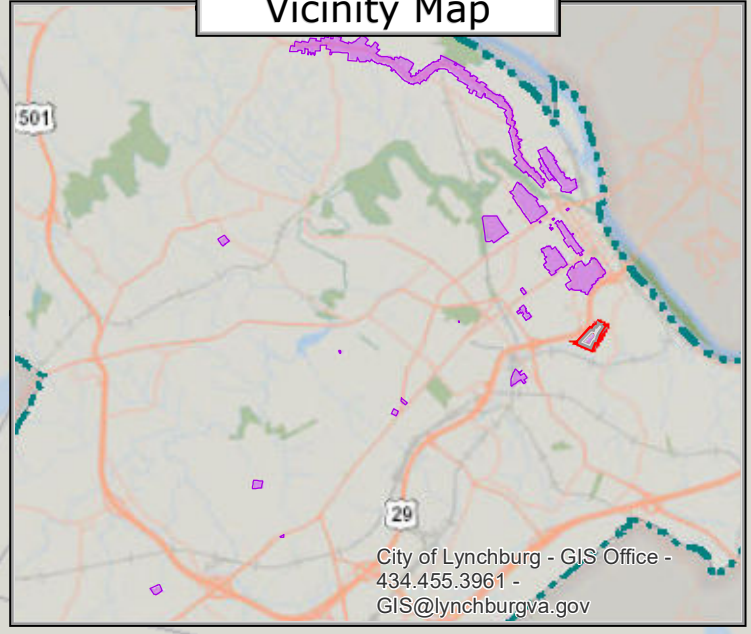 Vicinity Map
501
29
City of Lynchburg - GIS Office -
434.455.3961 -
GIS@lynchburgva.gov